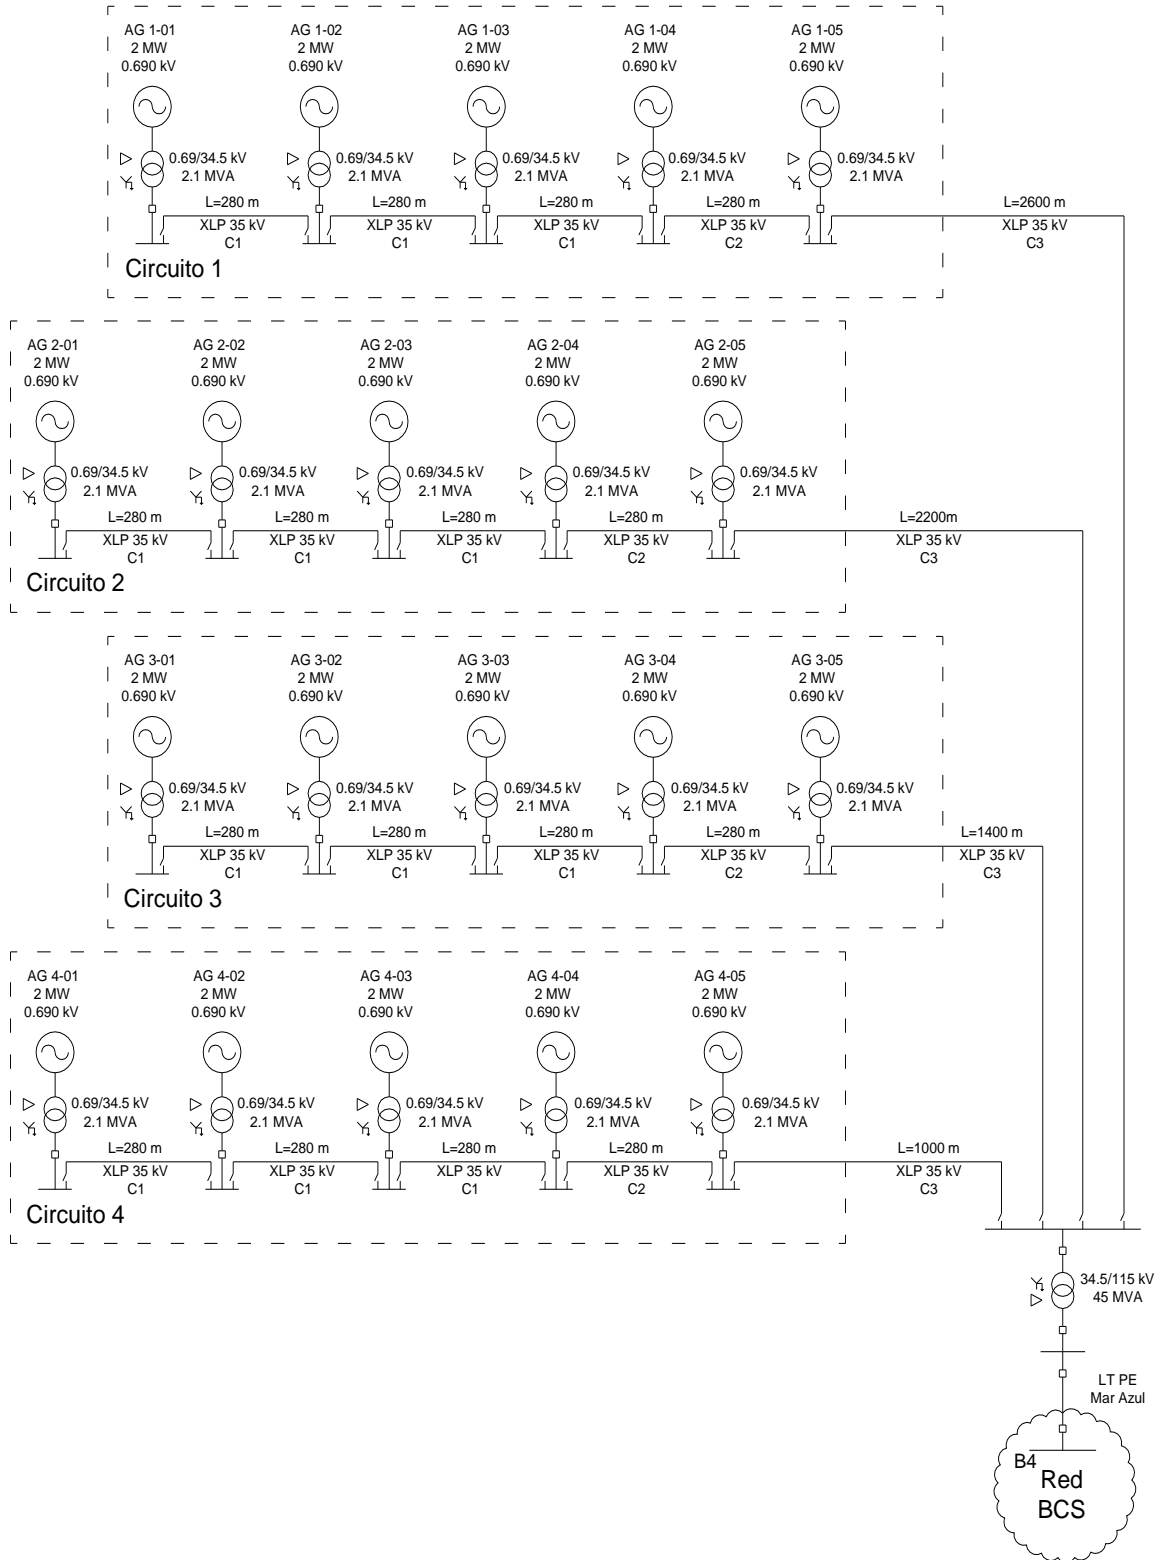 AG 1-01
2 MW
0.690 kV
AG 1-02
2 MW
0.690 kV
AG 1-03
2 MW
0.690 kV
AG 1-04
2 MW
0.690 kV
AG 1-05
2 MW
0.690 kV
0.69/34.5 kV
2.1 MVA
0.69/34.5 kV
2.1 MVA
0.69/34.5 kV
2.1 MVA
0.69/34.5 kV
2.1 MVA
0.69/34.5 kV
2.1 MVA
L=280 m
XLP 35 kV
C1
L=280 m
XLP 35 kV
C1
L=280 m
XLP 35 kV
C1
L=280 m
XLP 35 kV
C2
L=2600 m
XLP 35 kV
C3
Circuito 1
AG 2-01
2 MW
0.690 kV
AG 2-02
2 MW
0.690 kV
AG 2-03
2 MW
0.690 kV
AG 2-04
2 MW
0.690 kV
AG 2-05
2 MW
0.690 kV
0.69/34.5 kV
2.1 MVA
0.69/34.5 kV
2.1 MVA
0.69/34.5 kV
2.1 MVA
0.69/34.5 kV
2.1 MVA
0.69/34.5 kV
2.1 MVA
L=280 m
XLP 35 kV
C1
L=280 m
XLP 35 kV
C1
L=280 m
XLP 35 kV
C1
L=280 m
XLP 35 kV
C2
L=2200m
XLP 35 kV
C3
Circuito 2
AG 3-01
2 MW
0.690 kV
AG 3-02
2 MW
0.690 kV
AG 3-03
2 MW
0.690 kV
AG 3-04
2 MW
0.690 kV
AG 3-05
2 MW
0.690 kV
0.69/34.5 kV
2.1 MVA
0.69/34.5 kV
2.1 MVA
0.69/34.5 kV
2.1 MVA
0.69/34.5 kV
2.1 MVA
0.69/34.5 kV
2.1 MVA
L=280 m
XLP 35 kV
C1
L=280 m
XLP 35 kV
C1
L=280 m
XLP 35 kV
C1
L=280 m
XLP 35 kV
C2
L=1400 m
XLP 35 kV
C3
Circuito 3
AG 4-01
2 MW
0.690 kV
AG 4-02
2 MW
0.690 kV
AG 4-03
2 MW
0.690 kV
AG 4-04
2 MW
0.690 kV
AG 4-05
2 MW
0.690 kV
0.69/34.5 kV
2.1 MVA
0.69/34.5 kV
2.1 MVA
0.69/34.5 kV
2.1 MVA
0.69/34.5 kV
2.1 MVA
0.69/34.5 kV
2.1 MVA
L=280 m
XLP 35 kV
C1
L=280 m
XLP 35 kV
C1
L=280 m
XLP 35 kV
C1
L=280 m
XLP 35 kV
C2
L=1000 m
XLP 35 kV
C3
Circuito 4
34.5/115 kV
45 MVA
LT PE
Mar Azul
B4
Red
BCS